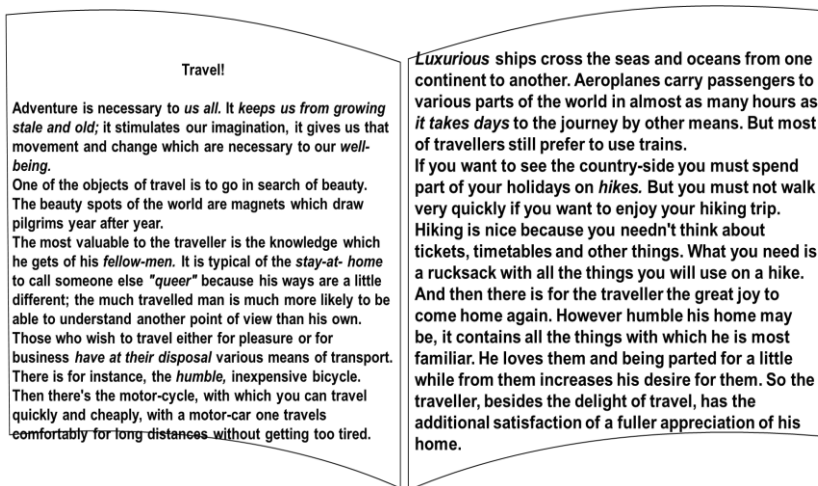 Travel!
Adventure is necessary to us all. It keeps us from growing
stale and old; it stimulates our imagination, it gives us that
movement and change which are necessary to our well-
being.
One of the objects of travel is to go in search of beauty.
The beauty spots of the world are magnets which draw
pilgrims year after year.
The most valuable to the traveller is the knowledge which
he gets of his fellow-men. It is typical of the stay-at- home
to call someone else "queer" because his ways are a little
different; the much travelled man is much more likely to be
able to understand another point of view than his own.
Those who wish to travel either for pleasure or for
business have at their disposal various means of transport.
There is for instance, the humble, inexpensive bicycle.
Then there's the motor-cycle, with which you can travel
quickly and cheaply, with a motor-car one travels
comfortably for long distances without getting too tired.
Luxurious ships cross the seas and oceans from one
continent to another. Aeroplanes carry passengers to
various parts of the world in almost as many hours as
it takes days to the journey by other means. But most
of travellers still prefer to use trains.
If you want to see the country-side you must spend
part of your holidays on hikes. But you must not walk
very quickly if you want to enjoy your hiking trip.
Hiking is nice because you needn't think about
tickets, timetables and other things. What you need is
a rucksack with all the things you will use on a hike.
And then there is for the traveller the great joy to
come home again. However humble his home may
be, it contains all the things with which he is most
familiar. He loves them and being parted for a little
while from them increases his desire for them. So the
traveller, besides the delight of travel, has the
additional satisfaction of a fuller appreciation of his
home.